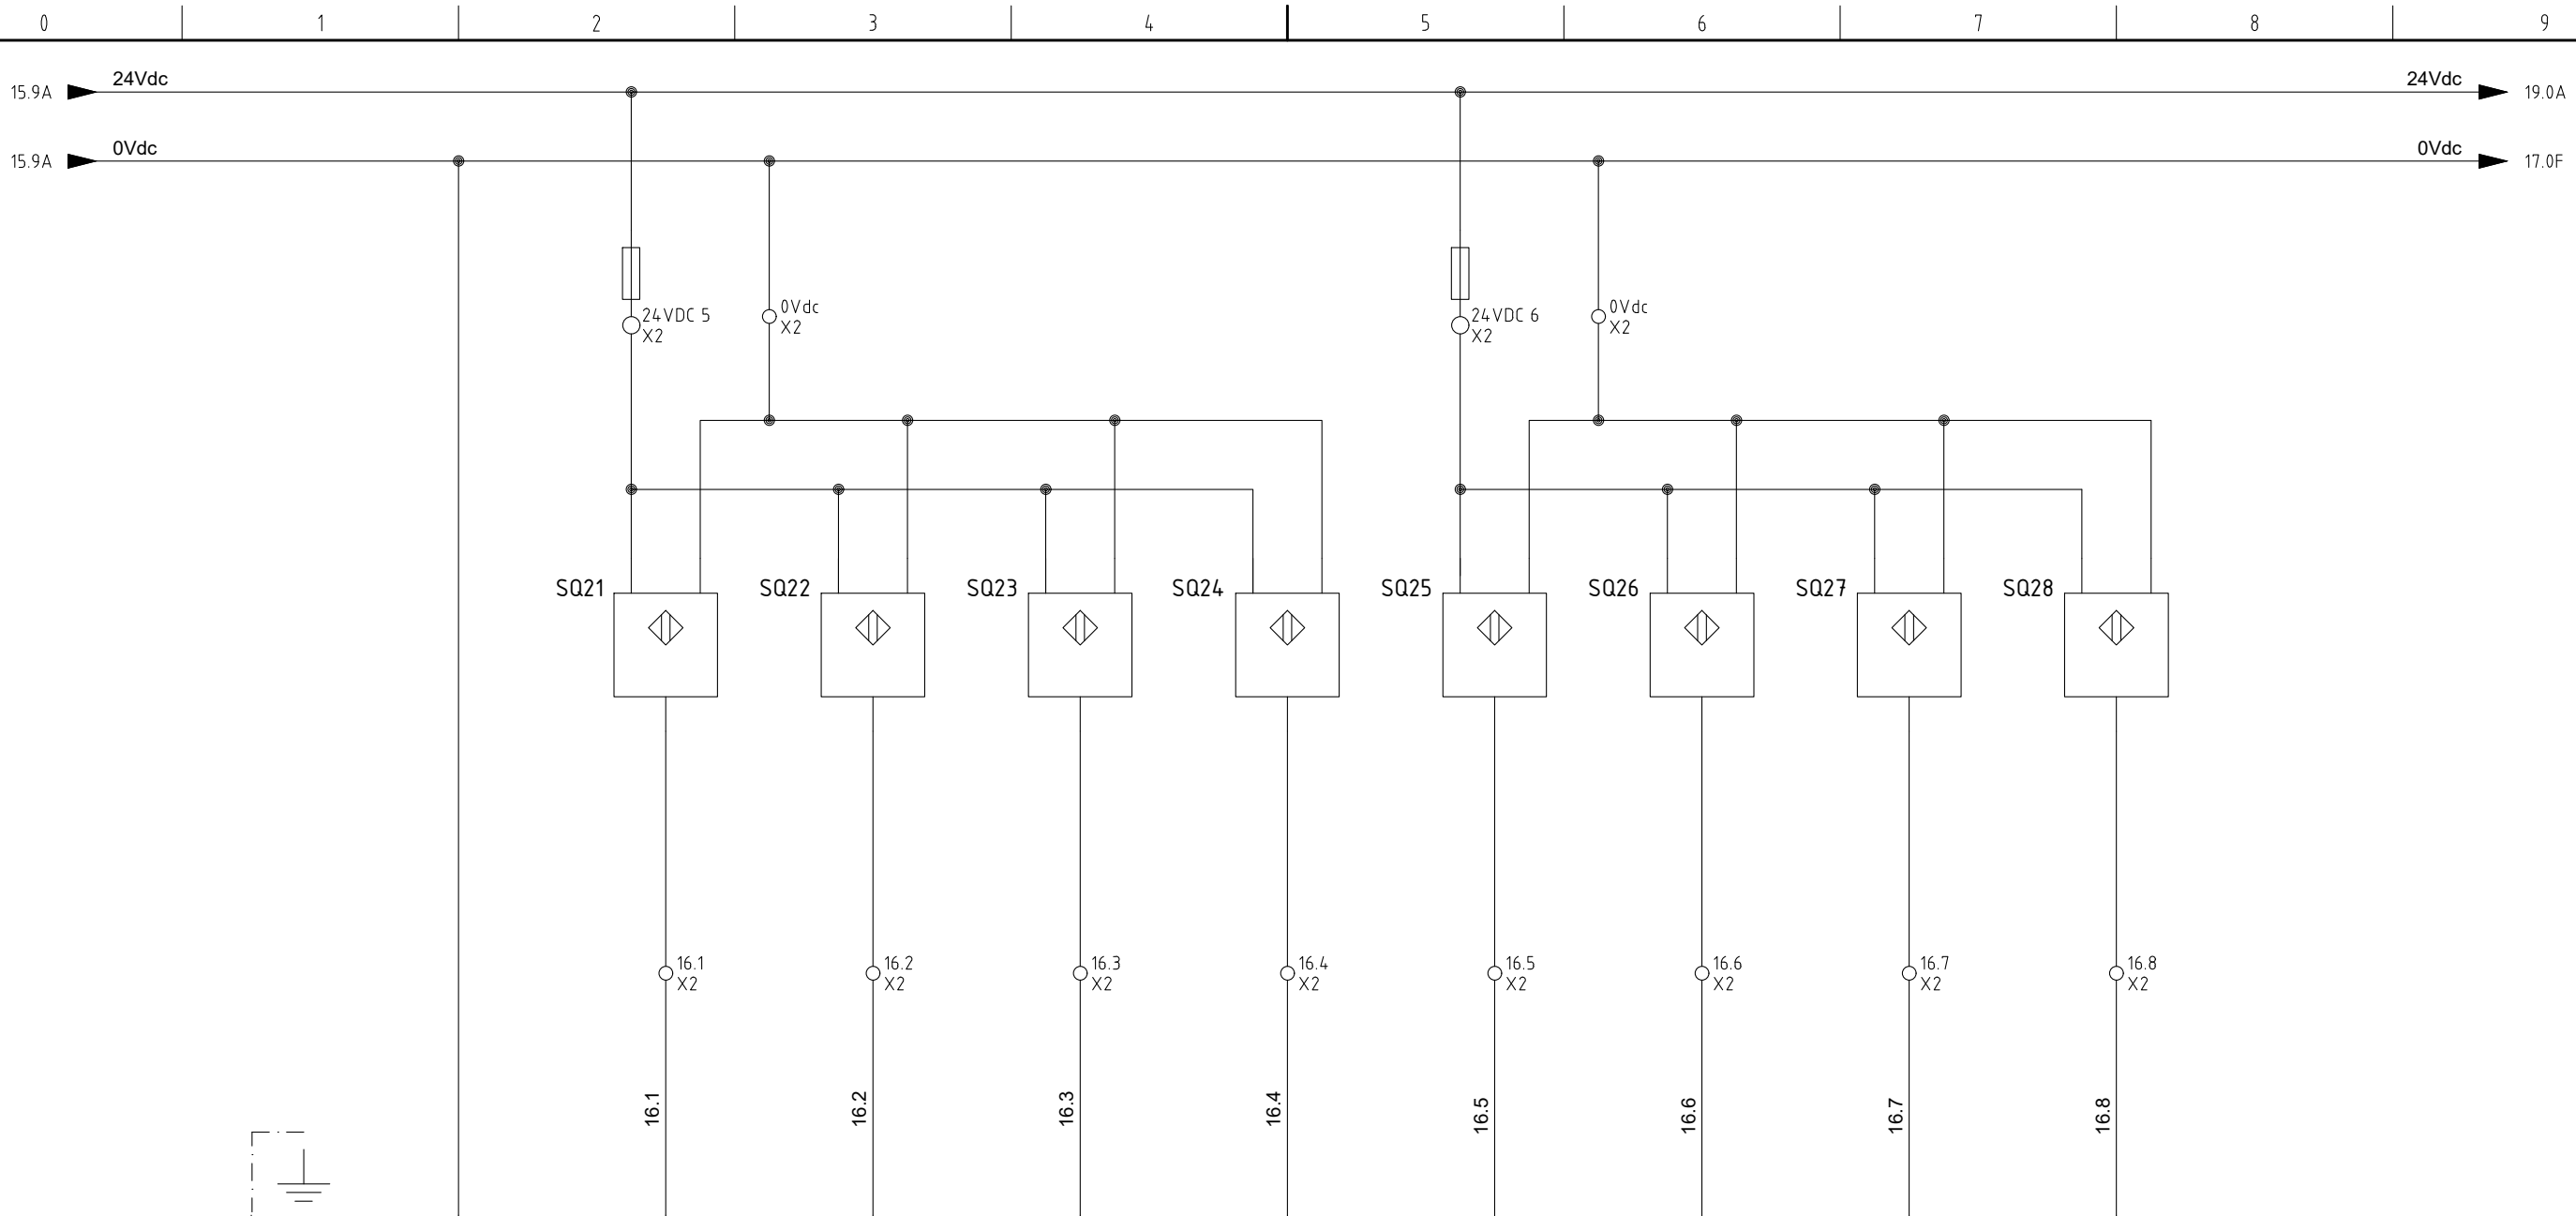 0 1 2 3 4 5 6 7 8 9
15.9A 24Vdc 24Vdc 19.0A
15.9A 0Vdc 0Vdc 17.0F
24VDC 5 0Vdc 24VDC 6 0Vdc
X2 X2 X2 X2
SQ21 SQ22 SQ23 SQ24 SQ25 SQ26 SQ27 SQ28
16.1 16.2 16.3 16.4 16.5 16.6 16.7 16.8
X2 X2 X2 X2 X2 X2 X2 X2
16.1 16.2 16.3 16.4 16.5 16.6 16.7 16.8